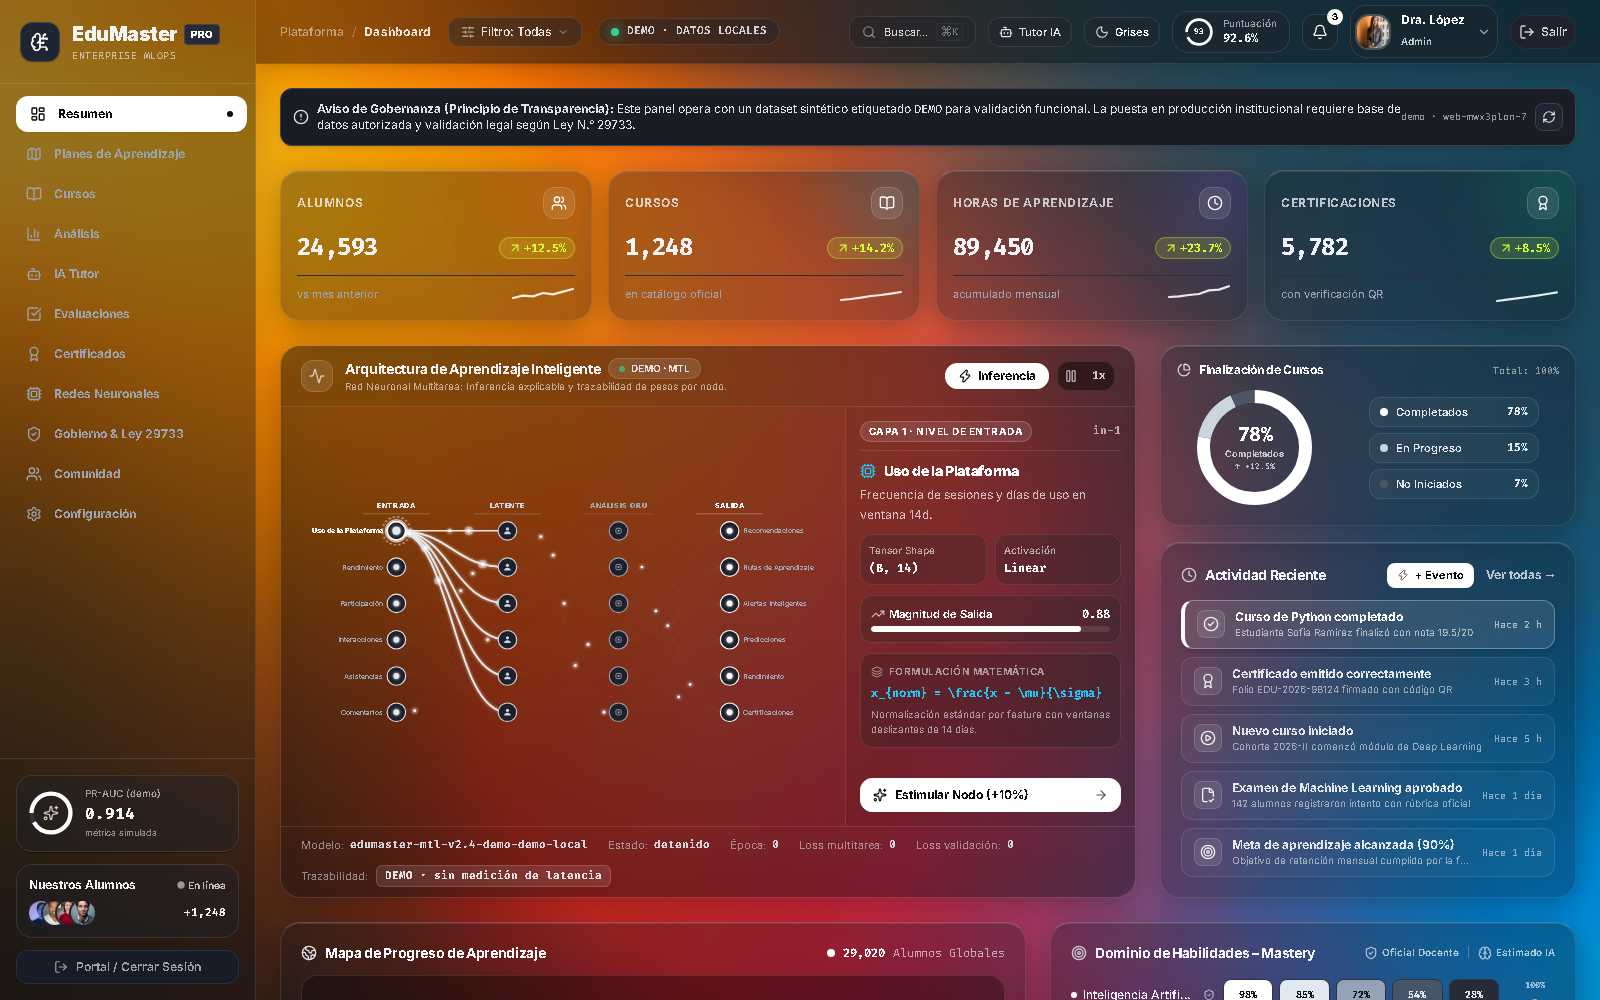 EduMaster PRO
ENTERPRISE MLOPS
Resumen
Planes de Aprendizaje
Cursos
Análisis
IA Tutor
Evaluaciones
Certificados
Redes Neuronales
Gobierno & Ley 29733
Comunidad
Configuración
PR-AUC (demo)
0.914
métrica simulada
Nuestros Alumnos
En línea
+1,248
Portal / Cerrar Sesión
Plataforma / Dashboard
Filtro: Todas
DEMO · DATOS LOCALES
Buscar... ⌘K
Tutor IA
Grises
93
Puntuación
92.6%
3
Dra. López
Admin
Salir
Aviso de Gobernanza (Principio de Transparencia): Este panel opera con un dataset sintético etiquetado DEMO para validación funcional. La puesta en producción institucional requiere base de
datos autorizada y validación legal según Ley N.° 29733.
demo · web-mwx3plon-7
ALUMNOS
24,593
+12.5%
vs mes anterior
CURSOS
1,248
+14.2%
en catálogo oficial
HORAS DE APRENDIZAJE
89,450
+23.7%
acumulado mensual
CERTIFICACIONES
5,782
+8.5%
con verificación QR
Arquitectura de Aprendizaje Inteligente
DEMO · MTL
Red Neuronal Multitarea: Inferencia explicable y trazabilidad de pesos por nodo.
Inferencia
1x
ENTRADA
LATENTE
ANÁLISIS GRU
SALIDA
Uso de la Plataforma
Recomendaciones
Rendimiento
Rutas de Aprendizaje
Participación
Alertas Inteligentes
Interacciones
Predicciones
Asistencias
Rendimiento
Comentarios
Certificaciones
CAPA 1 · NIVEL DE ENTRADA
in-1
Uso de la Plataforma
Frecuencia de sesiones y días de uso en
ventana 14d.
Tensor Shape
(B, 14)
Activación
Linear
Magnitud de Salida
0.88
FORMULACIÓN MATEMÁTICA
x_{norm} = \frac{x - \mu}{\sigma}
Normalización estándar por feature con ventanas
deslizantes de 14 días.
Estimular Nodo (+10%)
Modelo: edumaster-mtl-v2.4-demo-demo-local
Estado: detenido
Época: 0
Loss multitarea: 0
Loss validación: 0
Trazabilidad: DEMO · sin medición de latencia
Finalización de Cursos
Total: 100%
78%
Completados
↑ +12.5%
Completados 78%
En Progreso 15%
No Iniciados 7%
Actividad Reciente
+ Evento
Ver todas →
Curso de Python completado
Estudiante Sofía Ramírez finalizó con nota 19.5/20
Hace 2 h
Certificado emitido correctamente
Folio EDU-2026-98124 firmado con código QR
Hace 3 h
Nuevo curso iniciado
Cohorte 2026-II comenzó módulo de Deep Learning
Hace 5 h
Examen de Machine Learning aprobado
142 alumnos registraron intento con rúbrica oficial
Hace 1 día
Meta de aprendizaje alcanzada (90%)
Objetivo de retención mensual cumplido por la f...
Hace 1 día
Mapa de Progreso de Aprendizaje
29,020 Alumnos Globales
Dominio de Habilidades – Mastery
Oficial Docente
Estimado IA
Inteligencia Artifi...
98%
85%
72%
54%
28%
100%